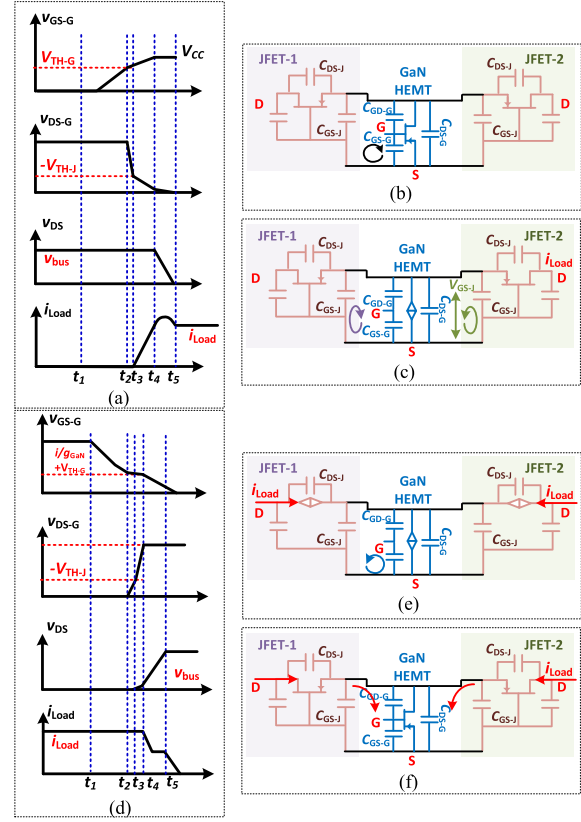 vGS-G
VTH-G
VCC
vDS-G
-VTH-J
vDS
vbus
iLoad
iLoad
t1 t2 t3 t4 t5
(a)
JFET-1
GaN
HEMT
JFET-2
CDS-J
CDS-J
D
CGD-G
G
CGS-G
CDS-G
D
CGS-J
CGS-J
S
(b)
JFET-1
GaN
HEMT
JFET-2
CDS-J
CDS-J
iLoad
D
VGS-J
D
CGD-G
G
CGS-G
CDS-G
CGS-J
CGS-J
S
(c)
vGS-G
i/gGaN
+VTH-G
vDS-G
-VTH-J
vDS
vbus
iLoad
iLoad
t1 t2 t3 t4 t5
(d)
JFET-1
GaN
HEMT
JFET-2
CDS-J
CDS-J
iLoad
iLoad
D
CGD-G
D
G
CDS-G
CGS-J
CGS-J
S
(e)
JFET-1
GaN
HEMT
JFET-2
CDS-J
CDS-J
iLoad
D
D
CGD-G
G
CGS-G
CDS-G
CGS-J
CGS-J
S
(f)